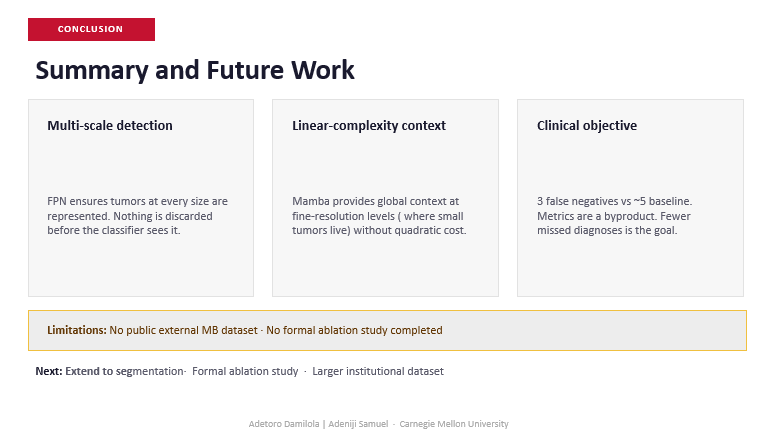 CONCLUSION
Summary and Future Work
Multi-scale detection
FPN ensures tumors at every size are
represented. Nothing is discarded
before the classifier sees it.
Linear-complexity context
Mamba provides global context at
fine-resolution levels ( where small
tumors live) without quadratic cost.
Clinical objective
3 false negatives vs ~5 baseline.
Metrics are a byproduct. Fewer
missed diagnoses is the goal.
Limitations: No public external MB dataset · No formal ablation study completed
Next: Extend to segmentation· Formal ablation study · Larger institutional dataset
Adetoro Damilola | Adeniji Samuel · Carnegie Mellon University